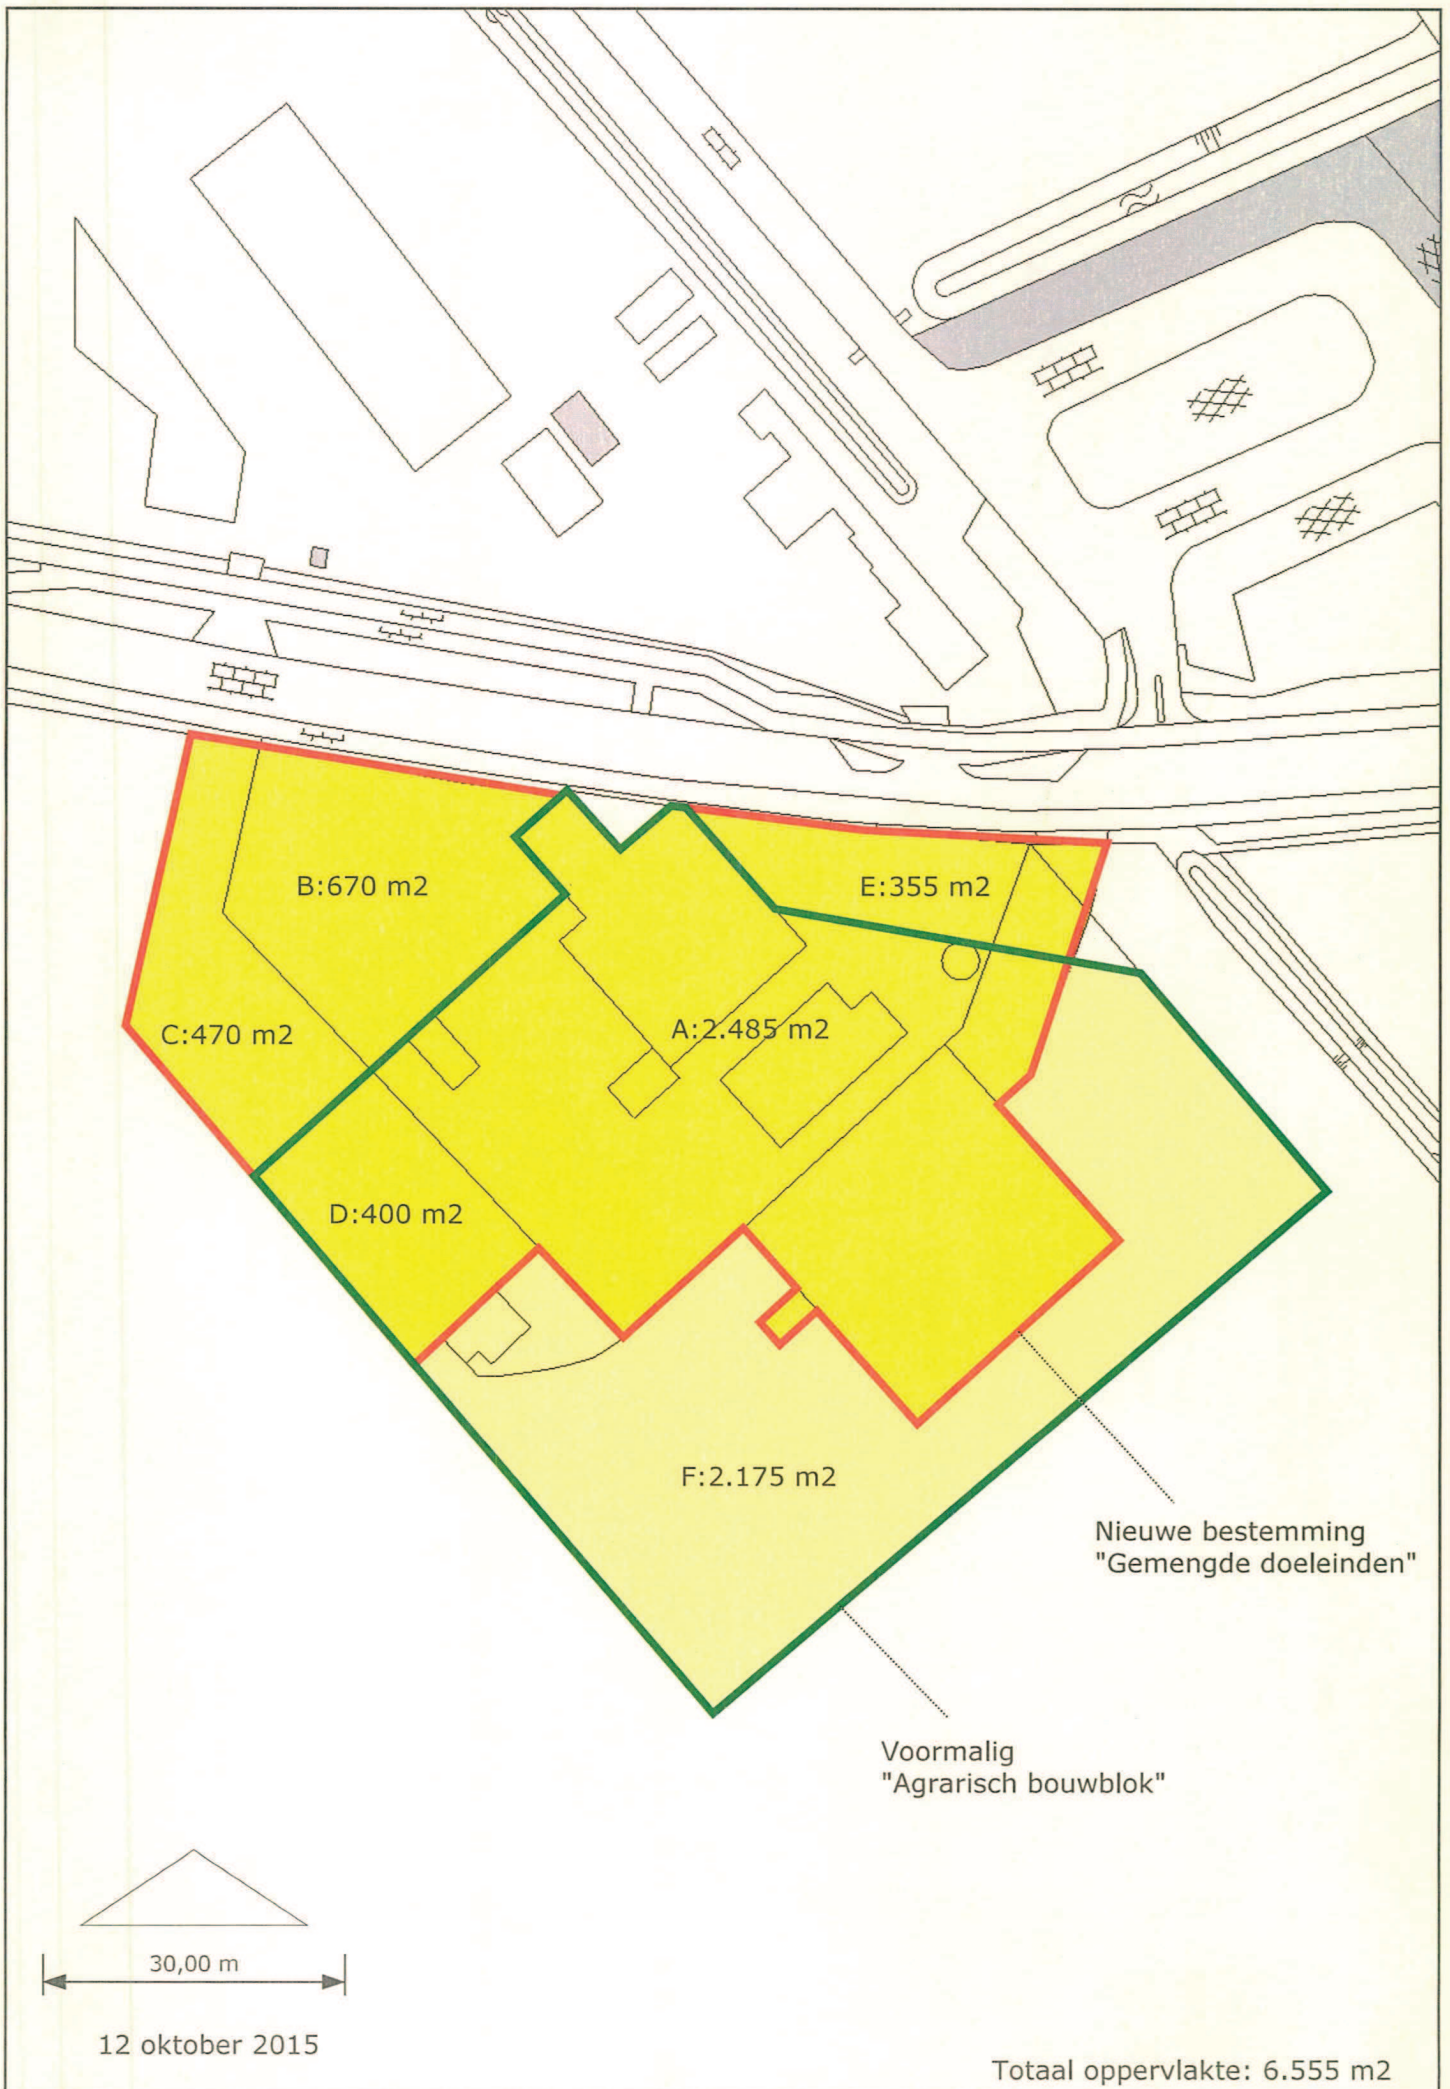 B:670 m2
E:355 m2
C:470 m2
A:2.485 m2
D:400 m2
F:2.175 m2
Nieuwe bestemming
"Gemengde doeleinden"
Voormalig
"Agrarisch bouwblok"
30,00 m
12 oktober 2015
Totaal oppervlakte: 6.555 m2